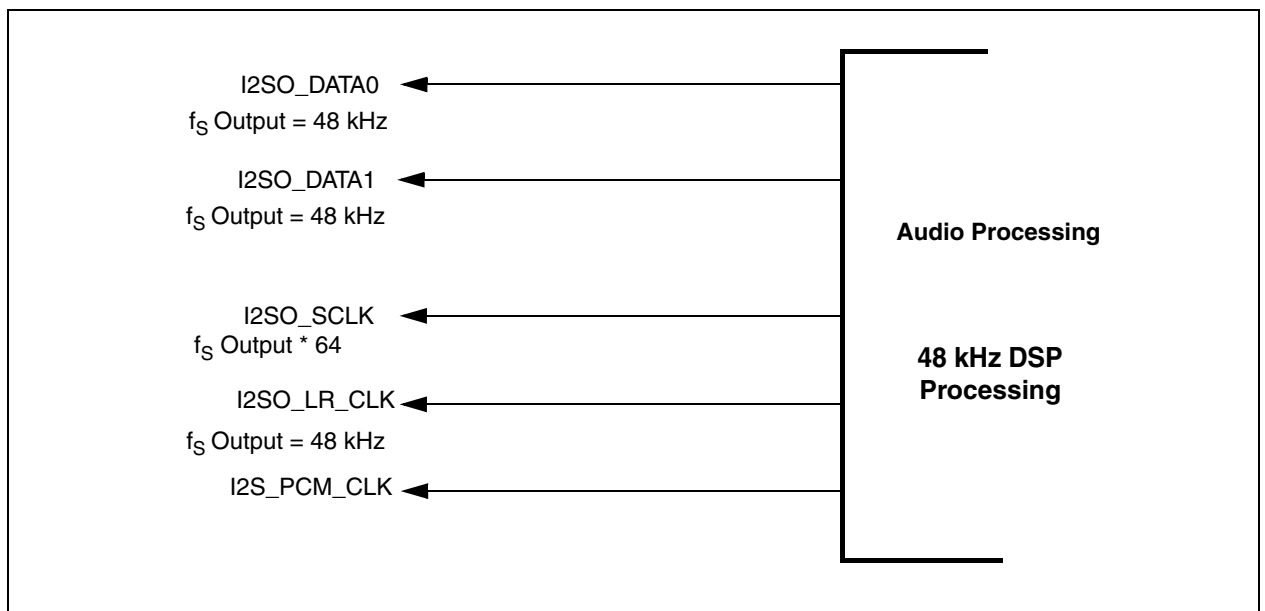 I2SO_DATA0
fS Output = 48 kHz
I2SO_DATA1
fS Output = 48 kHz
Audio Processing
I2SO_SCLK
fS Output * 64
48 kHz DSP
Processing
I2SO_LR_CLK
fS Output = 48 kHz
I2S_PCM_CLK